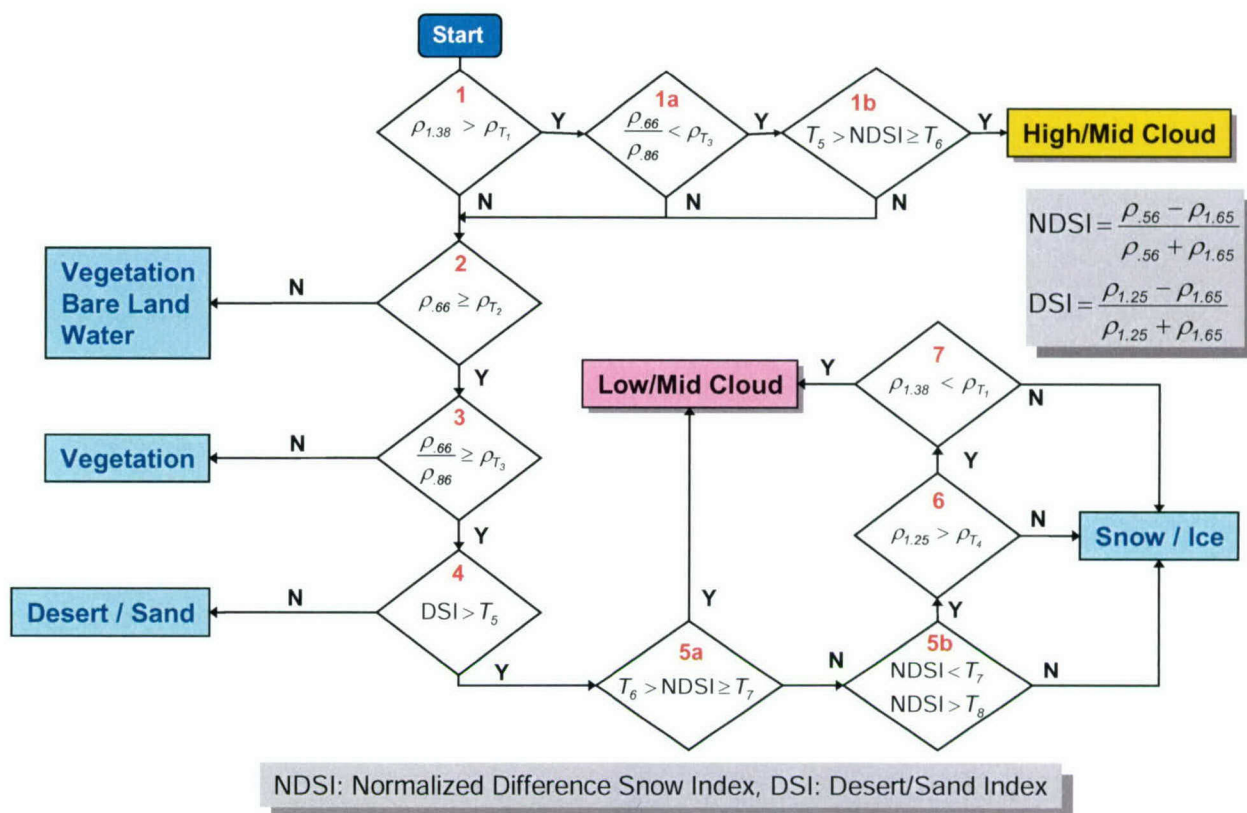 Start
1
ρ1.38 > ρT1
Y
N
1a
ρ.66
ρ.86
< ρT3
Y
N
1b
T5 > NDSI ≥ T6
Y
N
High/Mid Cloud
NDSI = ρ.56 − ρ1.65
ρ.56 + ρ1.65
DSI = ρ1.25 − ρ1.65
ρ1.25 + ρ1.65
2
ρ.66 ≥ ρT2
N
Y
Vegetation
Bare Land
Water
3
ρ.66
ρ.86
≥ ρT3
N
Y
Vegetation
4
DSI > T5
N
Y
Desert / Sand
5a
T6 > NDSI ≥ T7
Y
N
Low/Mid Cloud
5b
NDSI < T7
NDSI > T8
Y
N
6
ρ1.25 > ρT4
Y
N
7
ρ1.38 < ρT1
Y
N
Snow / Ice
NDSI: Normalized Difference Snow Index, DSI: Desert/Sand Index